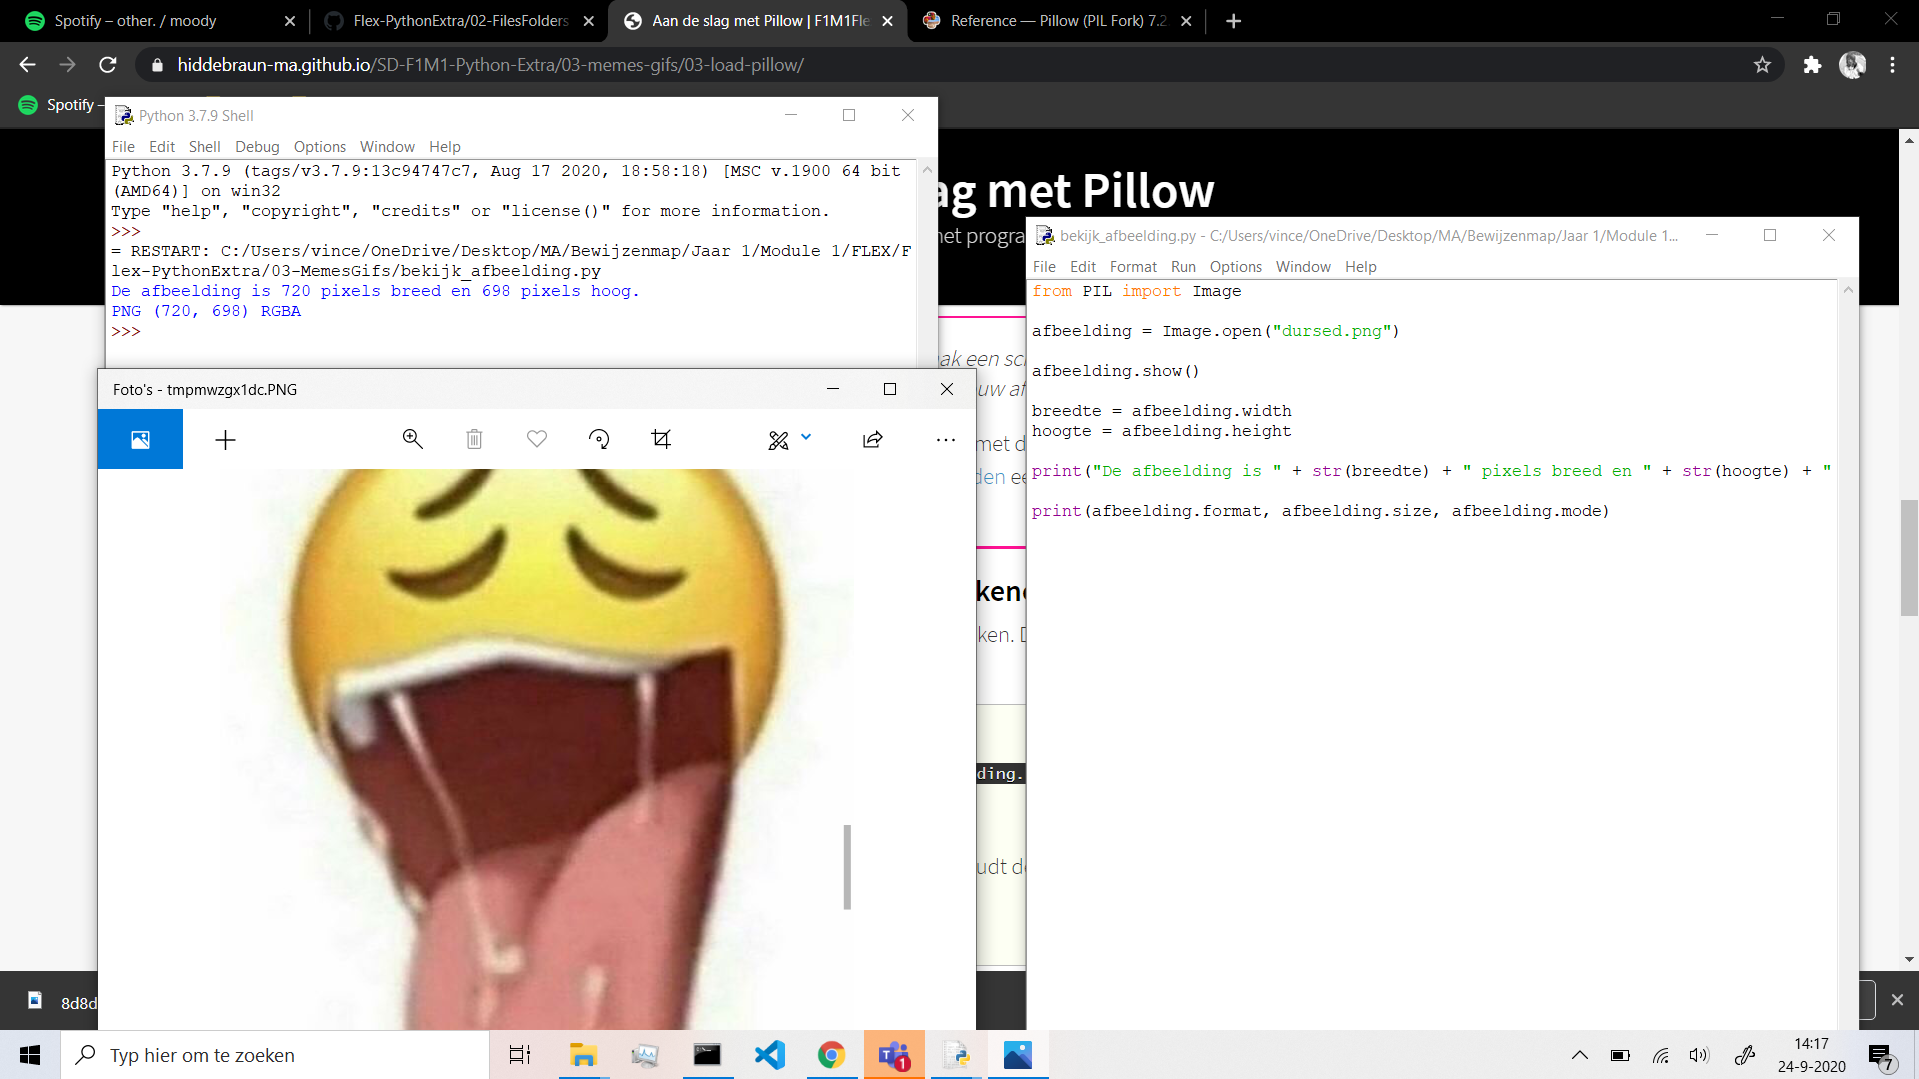 Spotify – other. / moody
Flex-PythonExtra/02-FilesFolders
Aan de slag met Pillow | F1M1Fle
Reference — Pillow (PIL Fork) 7.2
hiddebraun-ma.github.io/SD-F1M1-Python-Extra/03-memes-gifs/03-load-pillow/
Spotify –
Python 3.7.9 Shell
File Edit Shell Debug Options Window Help
Python 3.7.9 (tags/v3.7.9:13c94747c7, Aug 17 2020, 18:58:18) [MSC v.1900 64 bit
(AMD64)] on win32
Type "help", "copyright", "credits" or "license()" for more information.
>>>
= RESTART: C:/Users/vince/OneDrive/Desktop/MA/Bewijzenmap/Jaar 1/Module 1/FLEX/F
lex-PythonExtra/03-MemesGifs/bekijk_afbeelding.py
De afbeelding is 720 pixels breed en 698 pixels hoog.
PNG (720, 698) RGBA
>>>
ag met Pillow
net progra
ak een sc
uw af
met d
den ee
ken
ken. D
ding.
udt de
bekijk_afbeelding.py - C:/Users/vince/OneDrive/Desktop/MA/Bewijzenmap/Jaar 1/Module 1...
File Edit Format Run Options Window Help
from PIL import Image
afbeelding = Image.open("dursed.png")
afbeelding.show()
breedte = afbeelding.width
hoogte = afbeelding.height
print("De afbeelding is " + str(breedte) + " pixels breed en " + str(hoogte) + "
print(afbeelding.format, afbeelding.size, afbeelding.mode)
Foto's - tmpmwzgx1dc.PNG
8d8d
Typ hier om te zoeken
1
14:17
24-9-2020
7